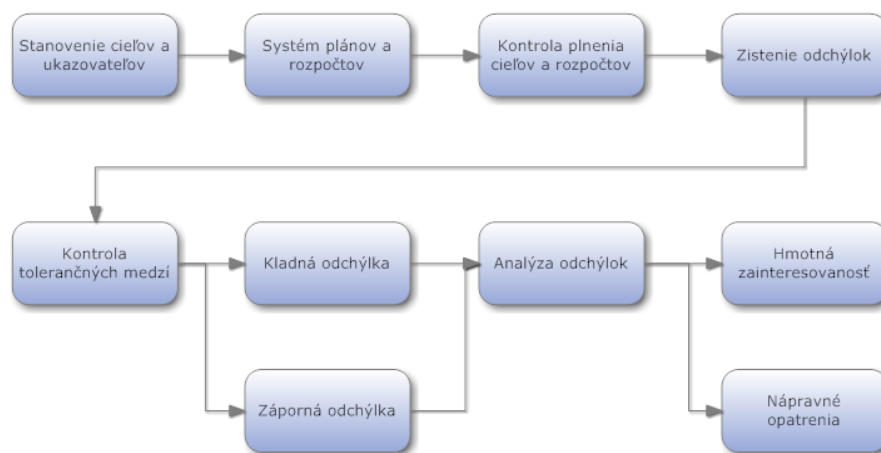 Stanovenie cieľov a
ukazovateľov
Systém plánov a
rozpočtov
Kontrola plnenia
cieľov a rozpočtov
Zistenie odchýlok
Kontrola
tolerančných medzí
Kladná odchýlka
Analýza odchýlok
Hmotná
zainteresovanosť
Záporná odchýlka
Nápravné
opatrenia